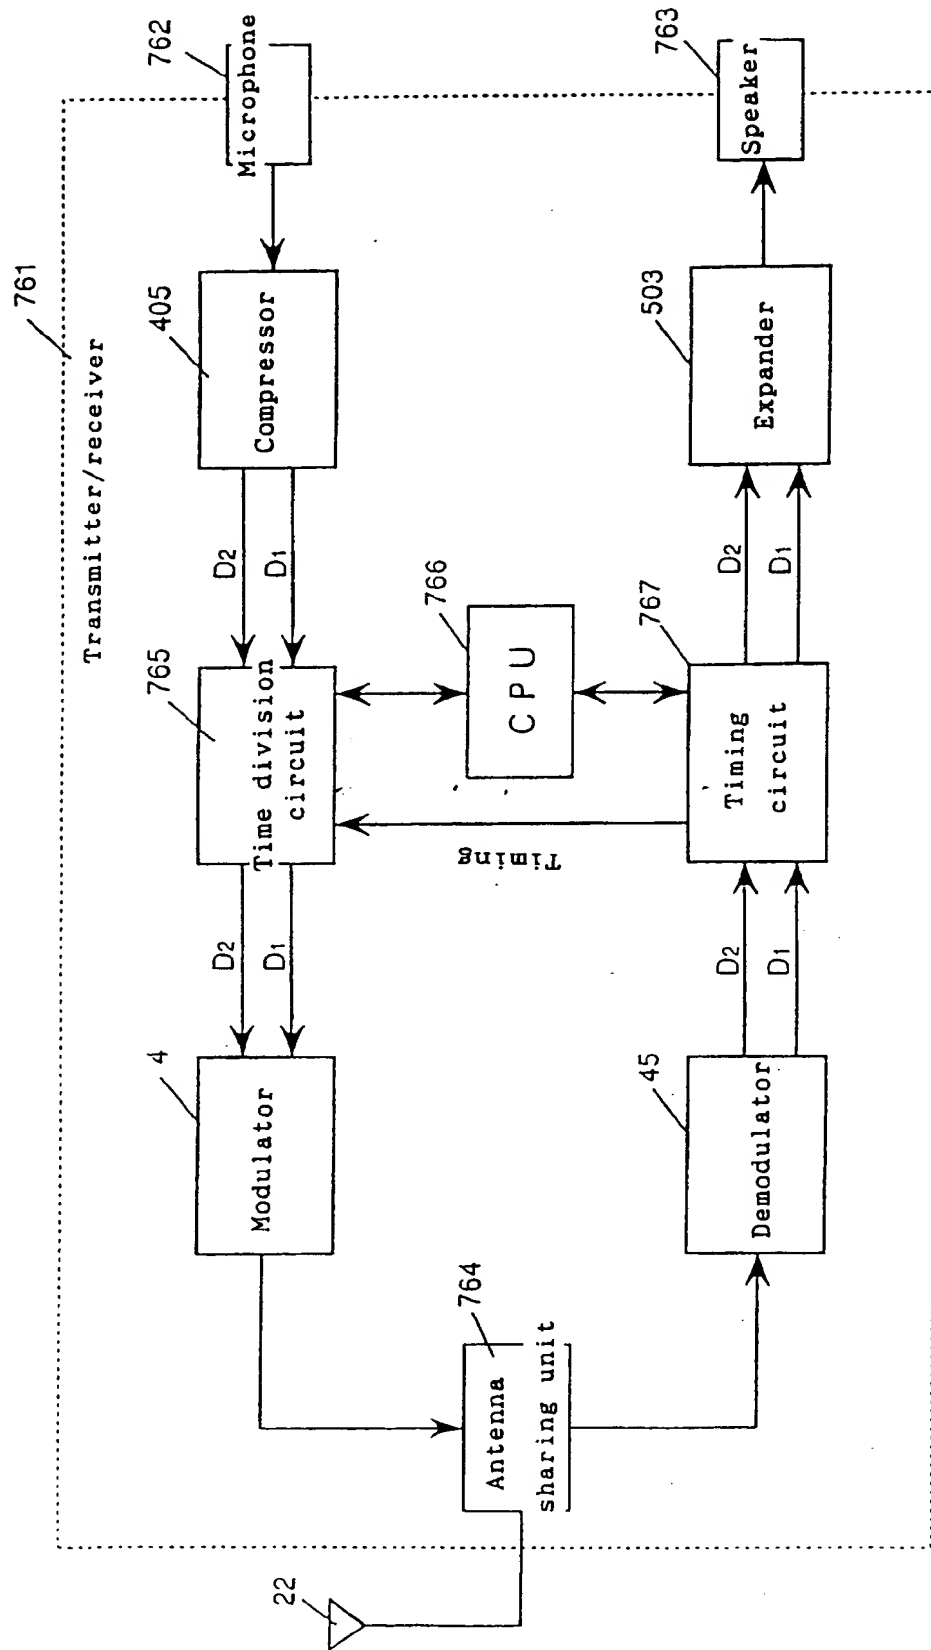 761
Transmitter/receiver
22
764
Antenna
sharing unit
4
Modulator
D2
D1
765
Time division
circuit
D2
D1
405
Compressor
762
Microphone
Timing
766
CPU
45
Demodulator
D2
D1
767
Timing
circuit
D2
D1
503
Expander
763
Speaker